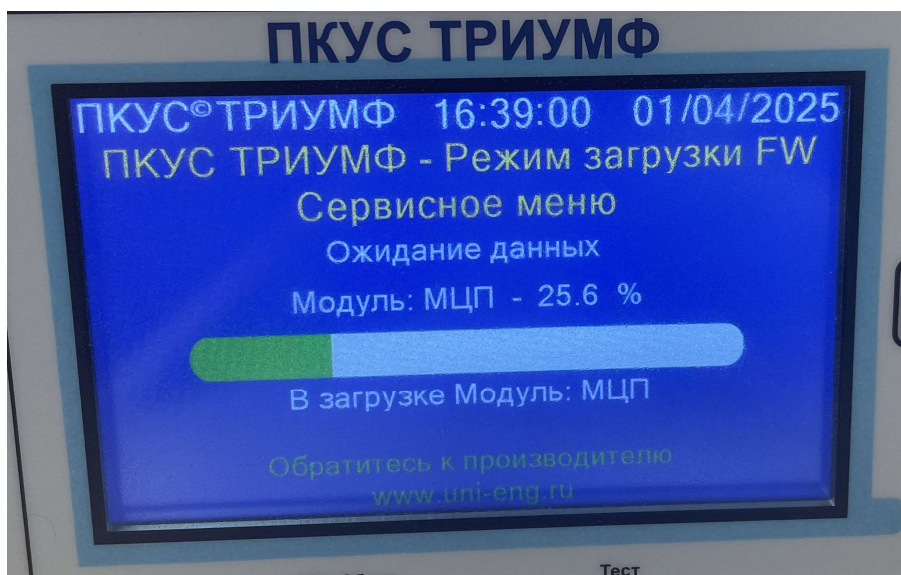 ПКУС ТРИУМФ
ПКУС© ТРИУМФ 16:39:00 01/04/2025
ПКУС ТРИУМФ - Режим загрузки FW
Сервисное меню
Ожидание данных
Модуль: МЦП - 25.6 %
В загрузке Модуль: МЦП
Обратитесь к производителю
www.uni-eng.ru
Тест